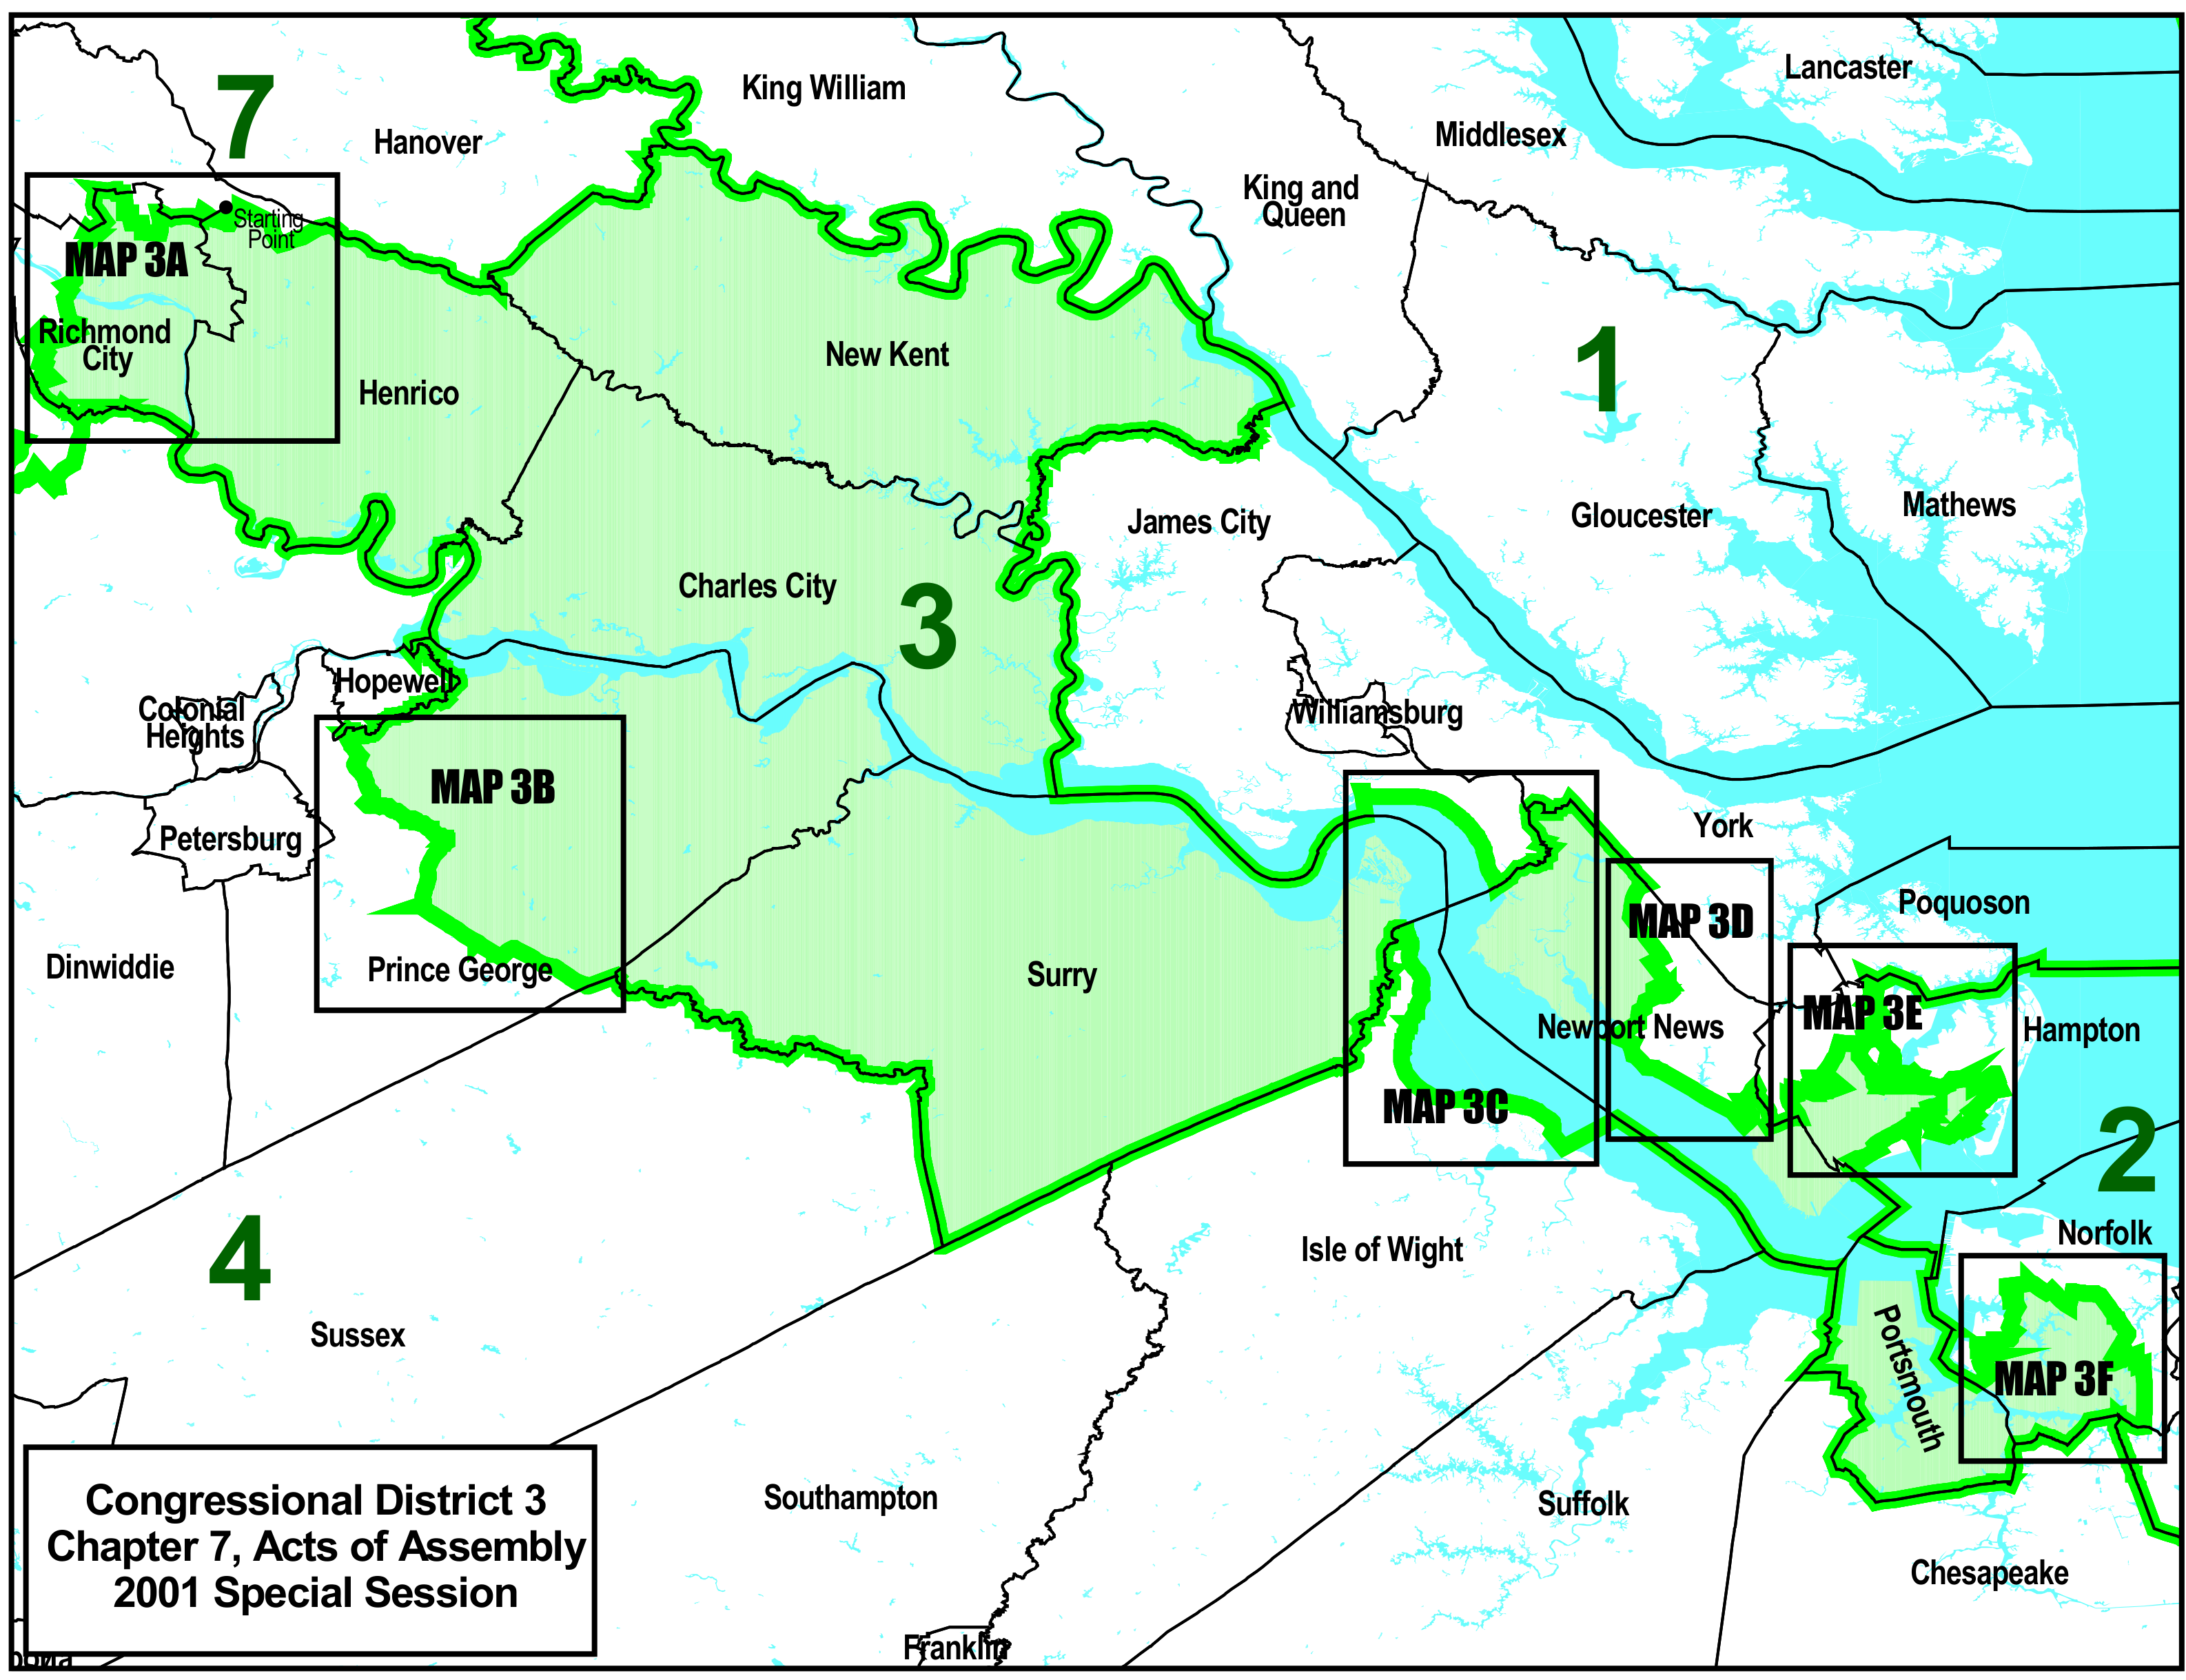 Lancaster
7
King William
Hanover
Middlesex
King and
Queen
Starting
Point
MAP 3A
Richmond
City
New Kent
1
Henrico
Mathews
Gloucester
James City
Charles City
3
Hopewell
Colonial
Heights
Williamsburg
MAP 3B
York
Petersburg
Poquoson
MAP 3D
Dinwiddie
Prince George
Surry
MAP 3E
Newport News
Hampton
MAP 3C
2
4
Norfolk
Isle of Wight
Sussex
Portsmouth
MAP 3F
Congressional District 3
Chapter 7, Acts of Assembly
2001 Special Session
Southampton
Suffolk
Chesapeake
Franklin